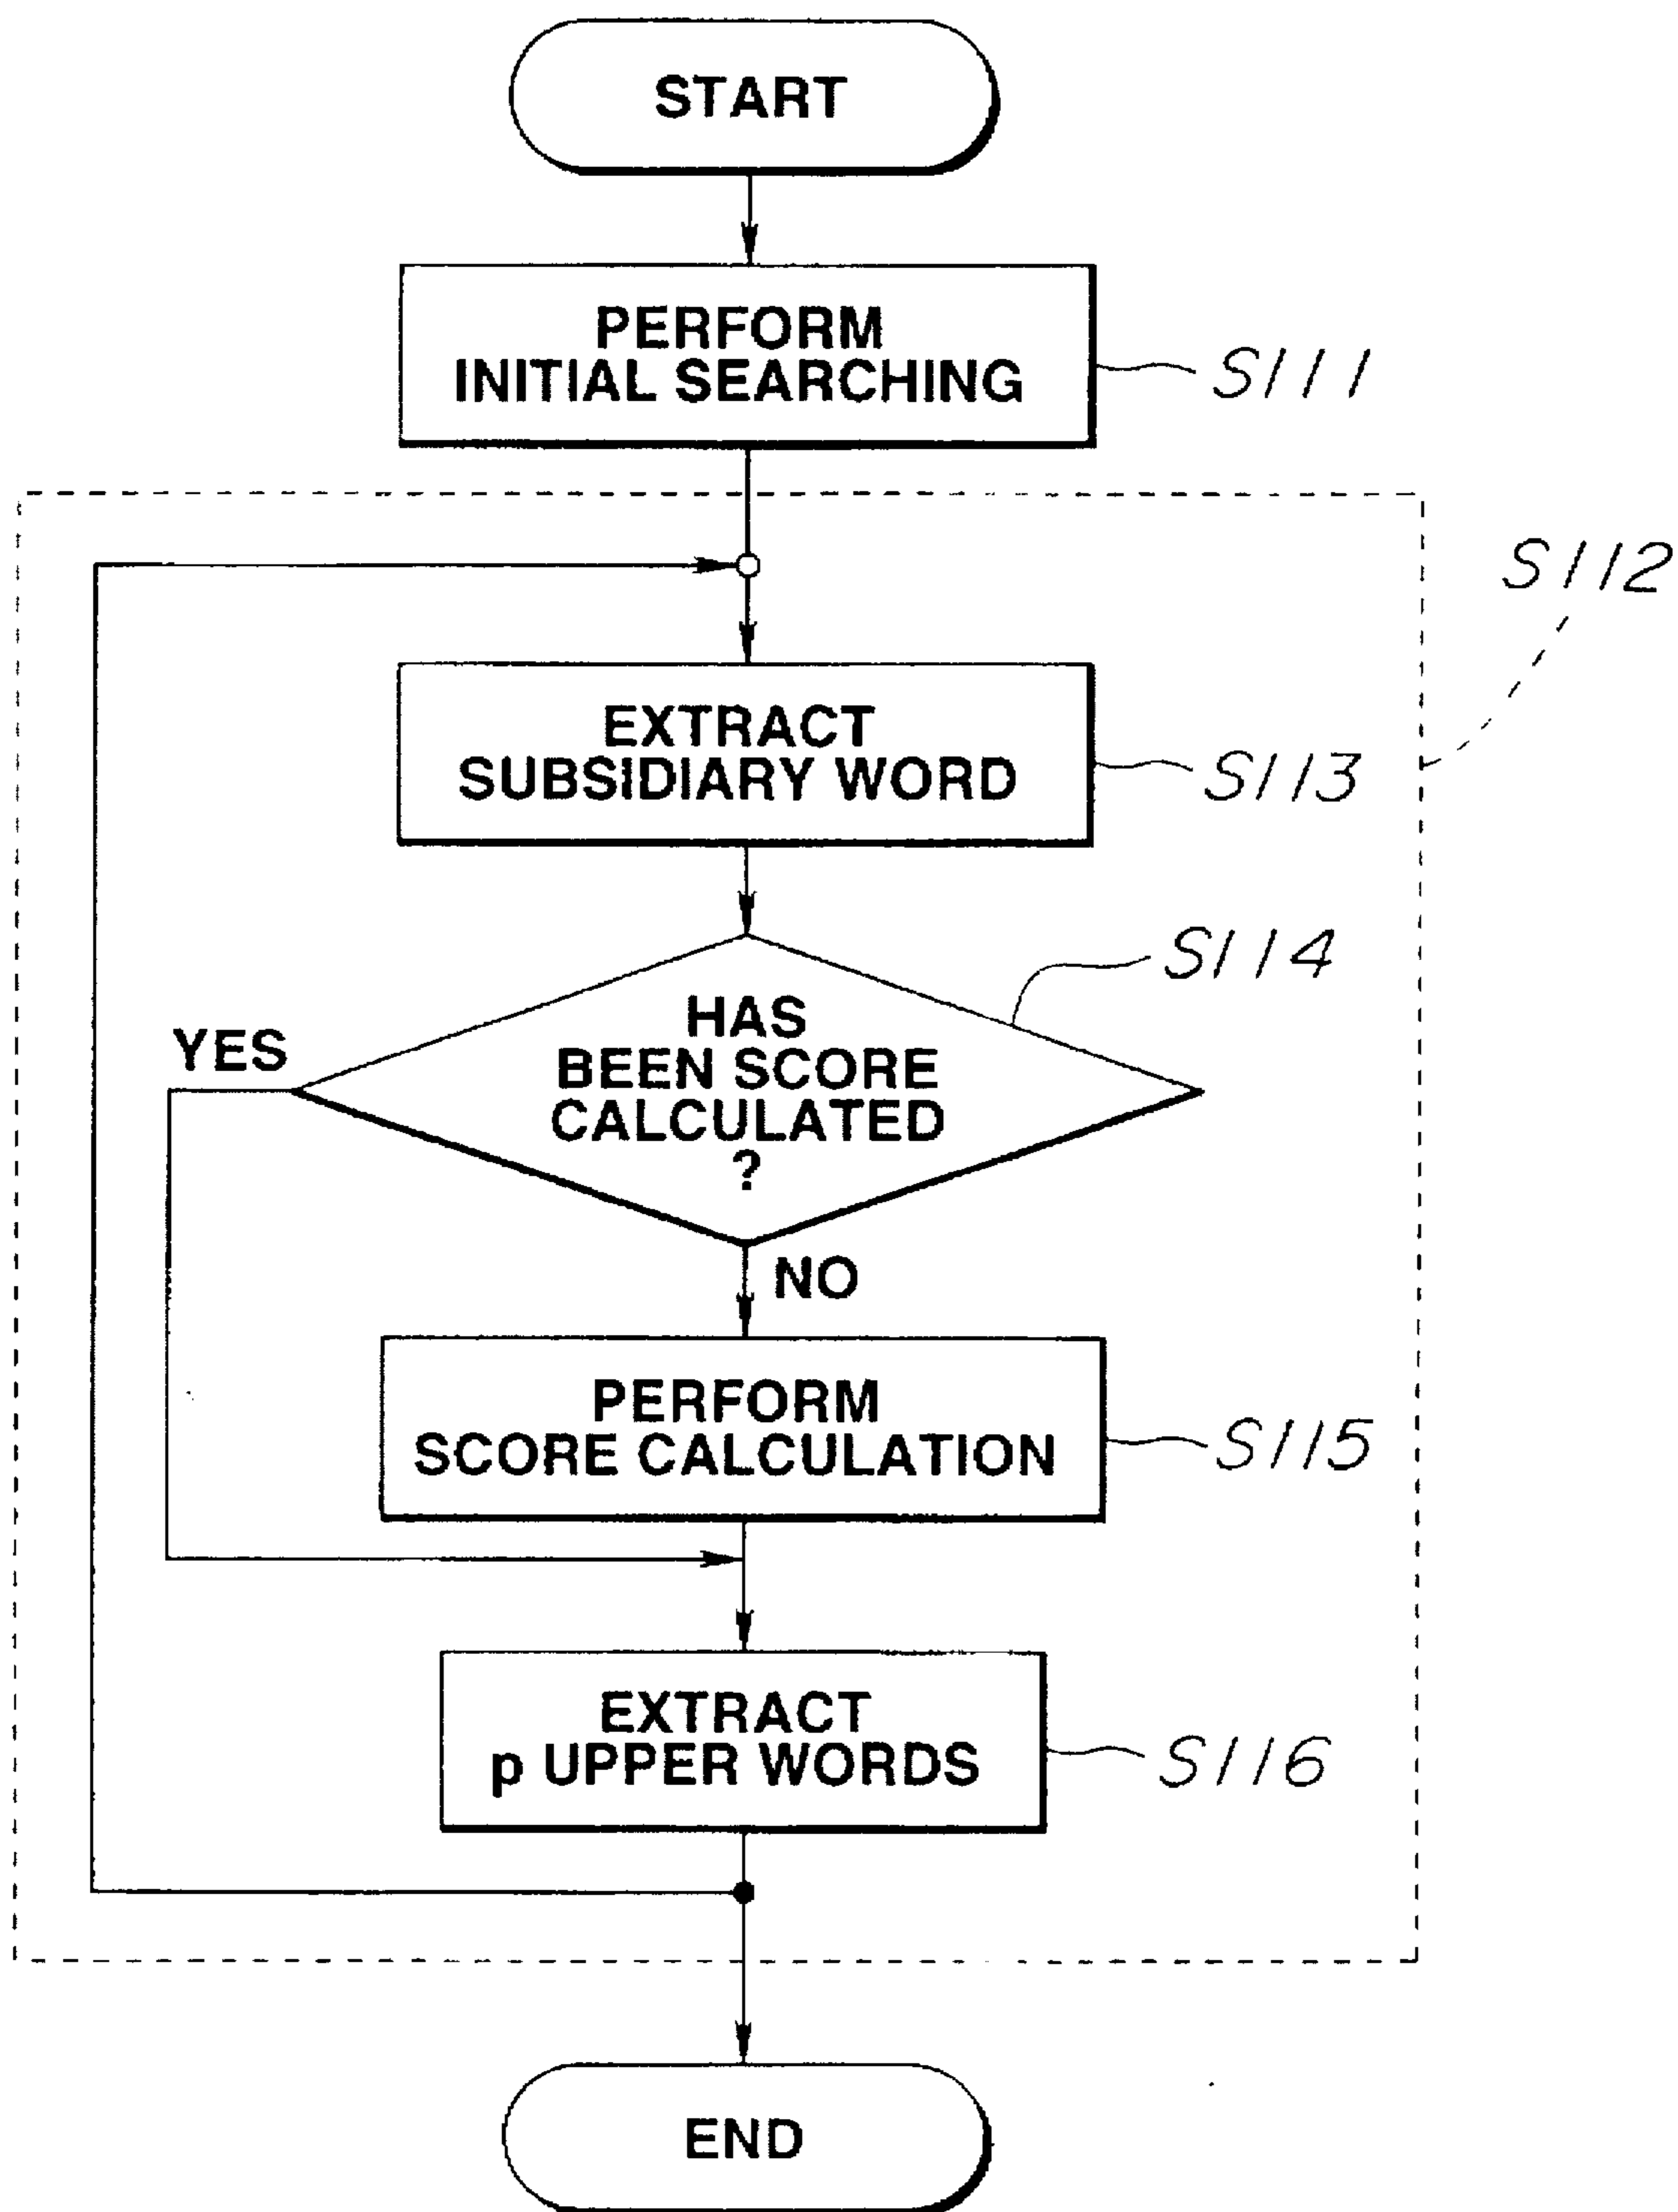 START
PERFORM
INITIAL SEARCHING
S111
S112
EXTRACT
SUBSIDIARY WORD
S113
S114
HAS
BEEN SCORE
CALCULATED
?
YES
NO
PERFORM
SCORE CALCULATION
S115
EXTRACT
p UPPER WORDS
S116
END